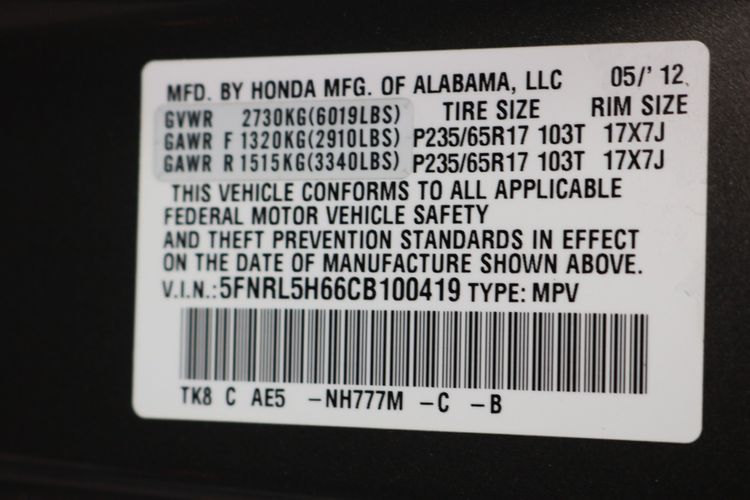 MFD. BY HONDA MFG. OF ALABAMA, LLC 05/'12
GVWR 2730KG(6019LBS) TIRE SIZE RIM SIZE
GAWR F 1320KG(2910LBS) P235/65R17 103T 17X7J
GAWR R 1515KG(3340LBS) P235/65R17 103T 17X7J
THIS VEHICLE CONFORMS TO ALL APPLICABLE
FEDERAL MOTOR VEHICLE SAFETY
AND THEFT PREVENTION STANDARDS IN EFFECT
ON THE DATE OF MANUFACTURE SHOWN ABOVE.
V.I.N.:5FNRL5H66CB100419 TYPE: MPV
TK8 C AE5 -NH777M -C -B